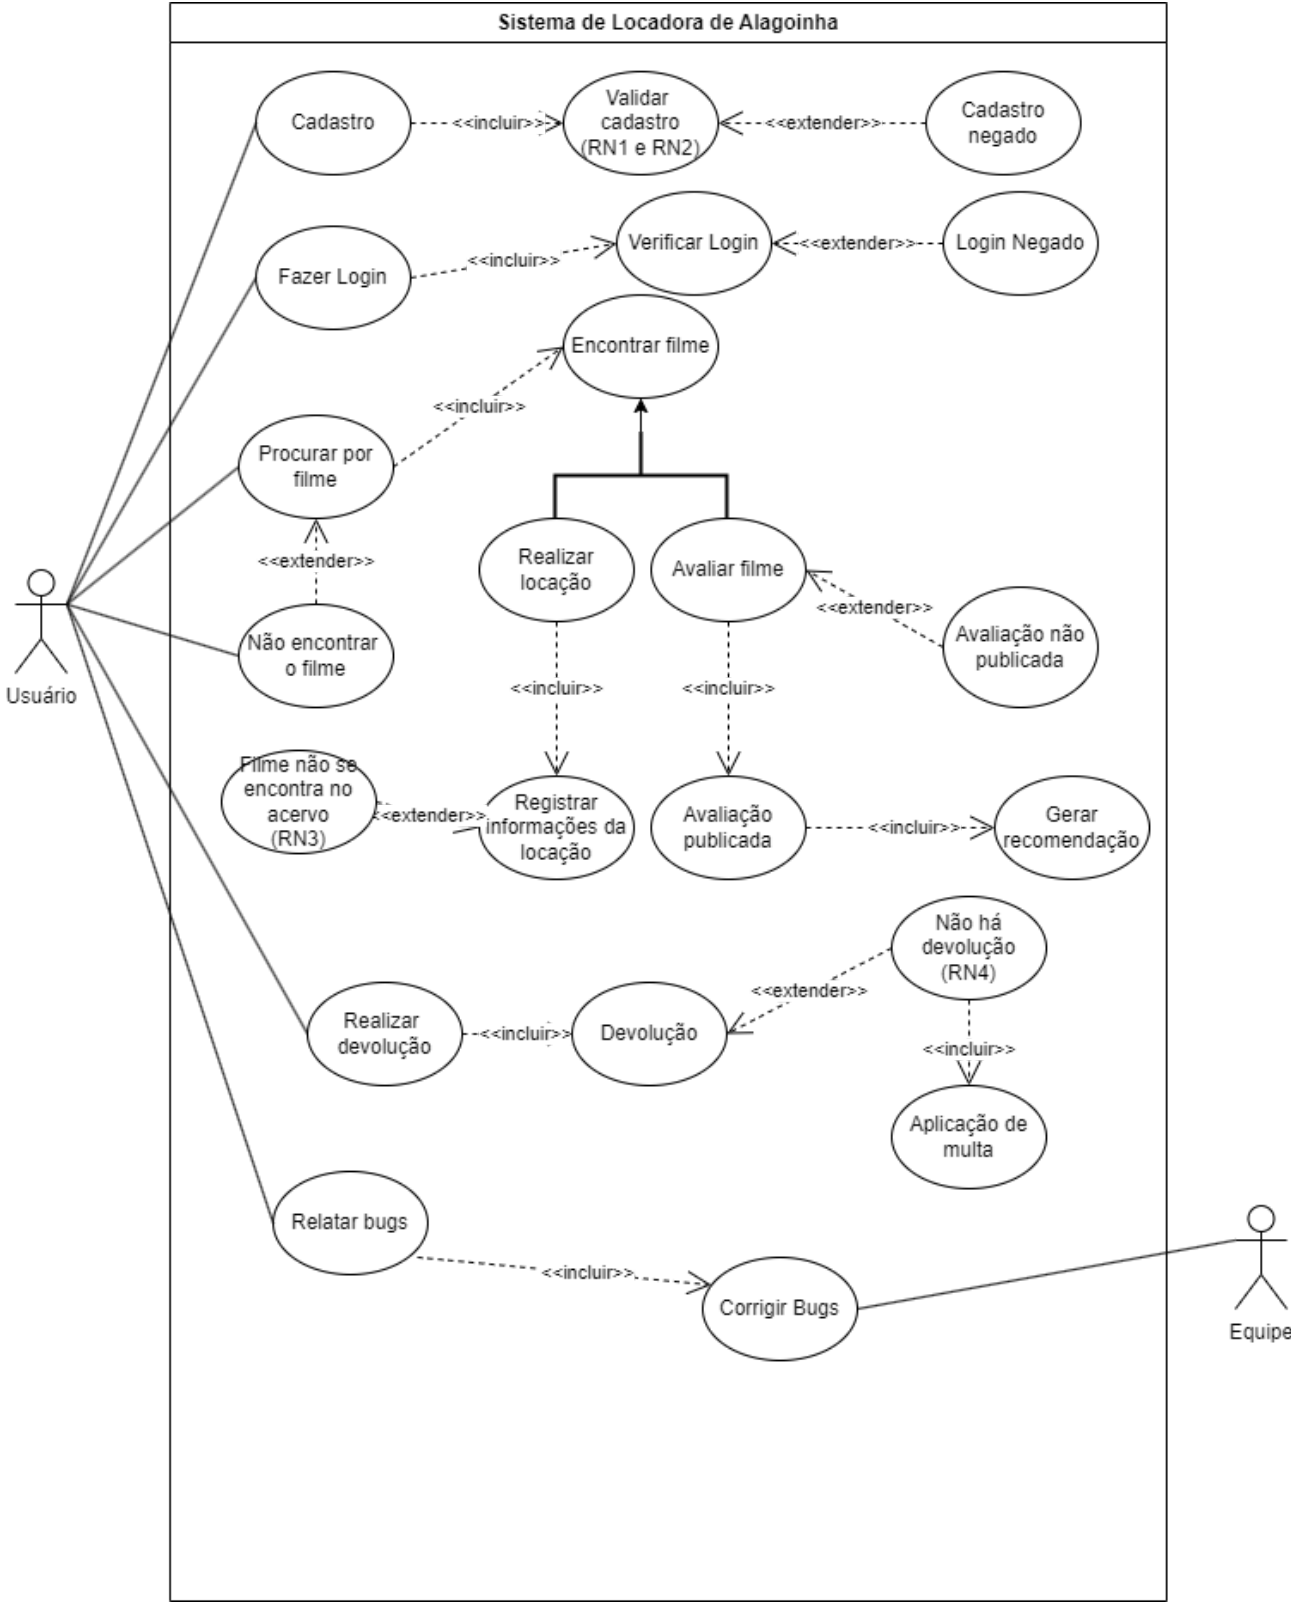 Sistema de Locadora de Alagoinha
Cadastro
<<incluir>>
Validar
cadastro
(RN1 e RN2)
<<extender>>
Cadastro
negado
Fazer Login
<<incluir>>
Verificar Login
<<extender>>
Login Negado
Encontrar filme
<<incluir>>
Procurar por
filme
<<extender>>
Não encontrar
o filme
Realizar
locação
Avaliar filme
<<extender>>
Avaliação não
publicada
Usuário
<<incluir>>
<<incluir>>
Filme não se
encontra no
acervo
(RN3)
<<extender>>
Registrar
informações da
locação
Avaliação
publicada
<<incluir>>
Gerar
recomendação
Não há
devolução
(RN4)
<<extender>>
Realizar
devolução
<<incluir>>
Devolução
<<incluir>>
Aplicação de
multa
Relatar bugs
<<incluir>>
Corrigir Bugs
Equipe